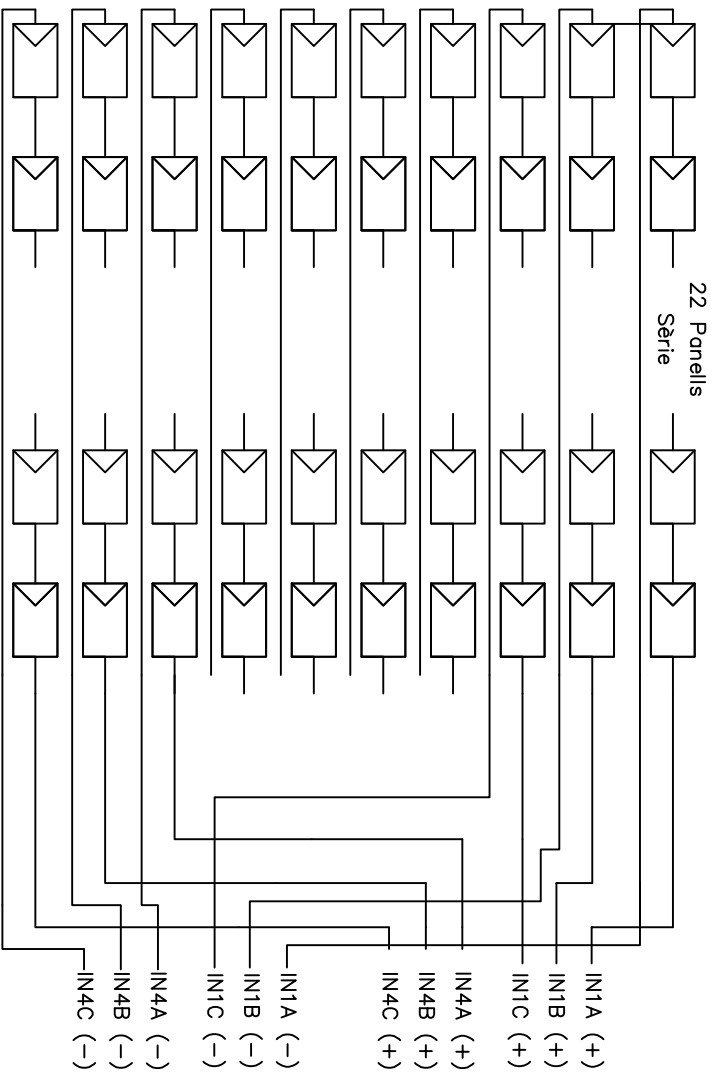 22 Panells
Sèrie
IN1A (+)
IN1B (+)
IN1C (+)
IN4A (+)
IN4B (+)
IN4C (+)
IN1A (-)
IN1B (-)
IN1C (-)
IN4A (-)
IN4B (-)
IN4C (-)